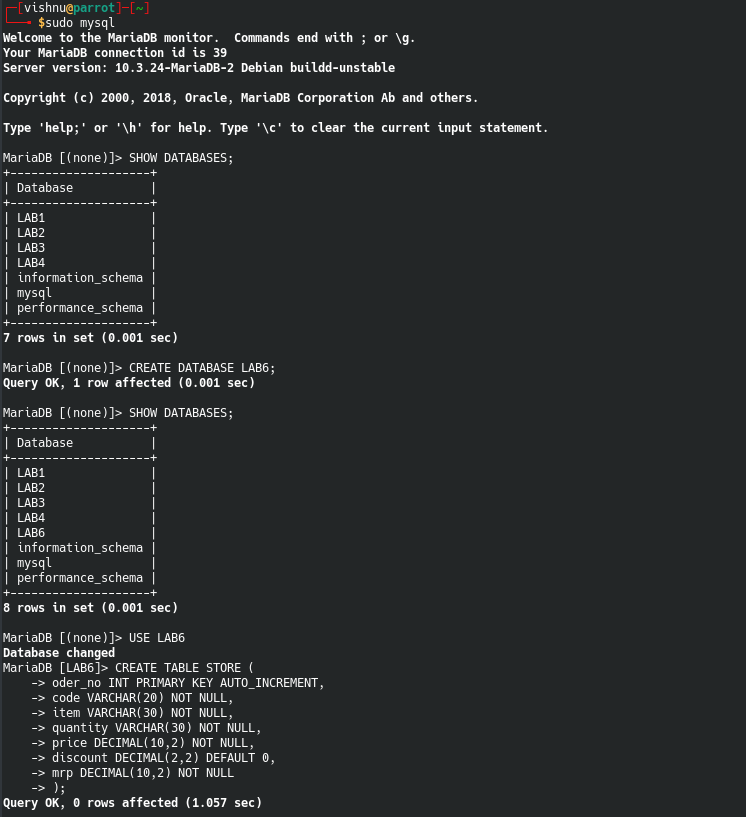 ┌─[vishnu@parrot]─[~]
└──╼ $sudo mysql
Welcome to the MariaDB monitor.  Commands end with ; or \g.
Your MariaDB connection id is 39
Server version: 10.3.24-MariaDB-2 Debian buildd-unstable

Copyright (c) 2000, 2018, Oracle, MariaDB Corporation Ab and others.

Type 'help;' or '\h' for help. Type '\c' to clear the current input statement.

MariaDB [(none)]> SHOW DATABASES;
+--------------------+
| Database           |
+--------------------+
| LAB1               |
| LAB2               |
| LAB3               |
| LAB4               |
| information_schema |
| mysql              |
| performance_schema |
+--------------------+
7 rows in set (0.001 sec)

MariaDB [(none)]> CREATE DATABASE LAB6;
Query OK, 1 row affected (0.001 sec)

MariaDB [(none)]> SHOW DATABASES;
+--------------------+
| Database           |
+--------------------+
| LAB1               |
| LAB2               |
| LAB3               |
| LAB4               |
| LAB6               |
| information_schema |
| mysql              |
| performance_schema |
+--------------------+
8 rows in set (0.001 sec)

MariaDB [(none)]> USE LAB6
Database changed
MariaDB [LAB6]> CREATE TABLE STORE (
    -> oder_no INT PRIMARY KEY AUTO_INCREMENT,
    -> code VARCHAR(20) NOT NULL,
    -> item VARCHAR(30) NOT NULL,
    -> quantity VARCHAR(30) NOT NULL,
    -> price DECIMAL(10,2) NOT NULL,
    -> discount DECIMAL(2,2) DEFAULT 0,
    -> mrp DECIMAL(10,2) NOT NULL
    -> );
Query OK, 0 rows affected (1.057 sec)